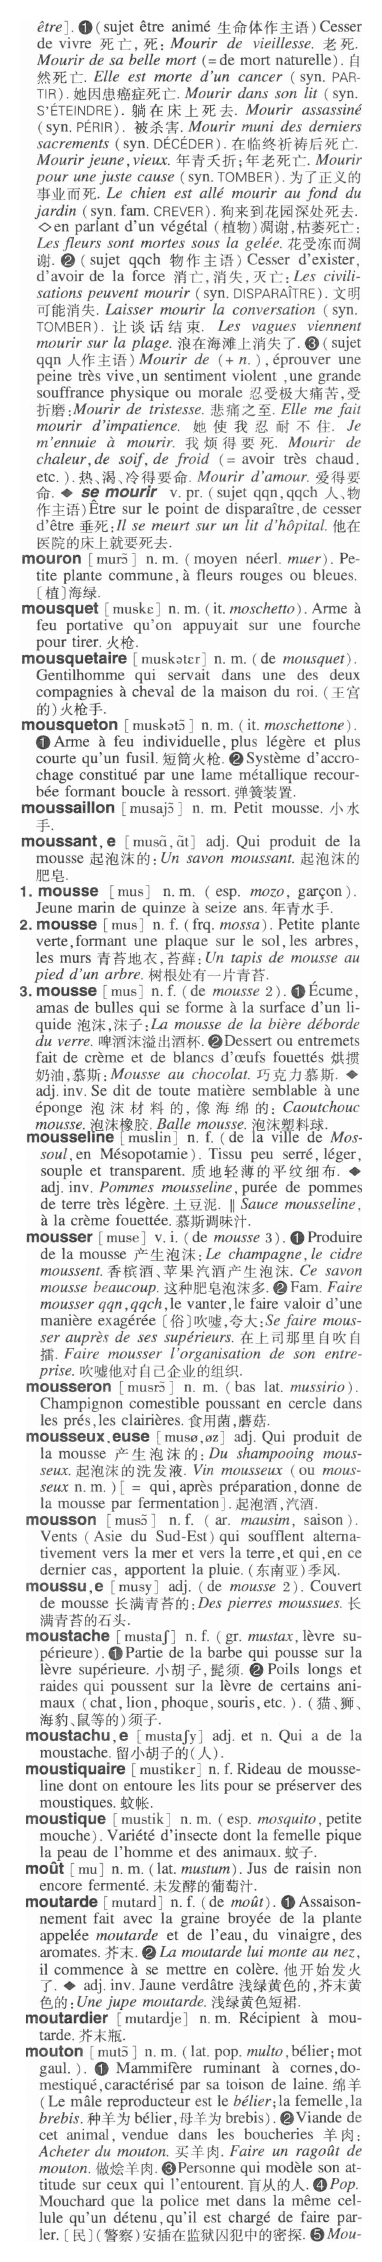 être]. ❶(sujet être animé 生命体作主语)Cesser
de vivre 死亡,死: Mourir de vieillesse. 老死.
Mourir de sa belle mort (= de mort naturelle). 自
然死亡. Elle est morte d'un cancer (syn. PAR-
TIR). 她因患癌症死亡. Mourir dans son lit (syn.
S'ÉTEINDRE). 躺在床上死去. Mourir assassiné
(syn. PÉRIR). 被杀害. Mourir muni des derniers
sacrements (syn. DÉCÉDER). 在临终祈祷后死亡.
Mourir jeune,vieux. 年青夭折;年老死亡. Mourir
pour une juste cause (syn. TOMBER). 为了正义的
事业而死. Le chien est allé mourir au fond du
jardin (syn. fam. CREVER). 狗来到花园深处死去.
◇en parlant d'un végétal (植物)凋谢,枯萎死亡:
Les fleurs sont mortes sous la gelée. 花受冻而凋
谢. ❷ (sujet qqch 物作主语) Cesser d'exister,
d'avoir de la force 消亡,消失,灭亡: Les civili-
sations peuvent mourir (syn. DISPARAÎTRE). 文明
可能消失. Laisser mourir la conversation (syn.
TOMBER). 让谈话结束. Les vagues viennent
mourir sur la plage. 浪在海滩上消失了. ❸(sujet
qqn 人作主语) Mourir de (+ n.), éprouver une
peine très vive,un sentiment violent ,une grande
souffrance physique ou morale 忍受极大痛苦,受
折磨:Mourir de tristesse. 悲痛之至. Elle me fait
mourir d'impatience. 她使我忍耐不住. Je
m'ennuie à mourir. 我烦得要死. Mourir de
chaleur,de soif, de froid (= avoir très chaud,
etc.). 热、渴、冷得要命. Mourir d'amour. 爱得要
命. ◆ se mourir v. pr. (sujet qqn,qqch 人、物
作主语)Être sur le point de disparaître,de cesser
d'être 垂死:Il se meurt sur un lit d'hôpital. 他在
医院的床上就要死去.
mouron [murɔ̃] n. m. (moyen néerl. muer). Pe-
tite plante commune,à fleurs rouges ou bleues.
[植]海绿.
mousquet [muskɛ] n. m. (it. moschetto). Arme à
feu portative qu'on appuyait sur une fourche
pour tirer. 火枪.
mousquetaire [muskətɛr] n. m. (de mousquet).
Gentilhomme qui servait dans une des deux
compagnies à cheval de la maison du roi. (王宫
的)火枪手.
mousqueton [muskətɔ̃] n. m. (it. moschettone).
❶Arme à feu individuelle,plus légère et plus
courte qu'un fusil. 短筒火枪. ❷Système d'accro-
chage constitué par une lame métallique recour-
bée formant boucle à ressort. 弹簧装置.
moussaillon [musajɔ̃] n. m. Petit mousse. 小水
手.
moussant, e [musɑ̃, ɑ̃t] adj. Qui produit de la
mousse 起泡沫的:Un savon moussant. 起泡沫的
肥皂.
1. mousse [mus] n. m. (esp. mozo, garçon).
Jeune marin de quinze à seize ans. 年青水手.
2. mousse [mus] n. f. (frq. mossa). Petite plante
verte,formant une plaque sur le sol,les arbres,
les murs 青苔地衣,苔藓:Un tapis de mousse au
pied d'un arbre. 树根处有一片青苔.
3. mousse [mus] n. f. (de mousse 2). ❶Écume,
amas de bulles qui se forme à la surface d'un li-
quide 泡沫,沫子:La mousse de la bière déborde
du verre. 啤酒沫溢出酒杯. ❷Dessert ou entremets
fait de crème et de blancs d'œufs fouettés 烘掼
奶油,慕斯: Mousse au chocolat. 巧克力慕斯. ◆
adj. inv. Se dit de toute matière semblable à une
éponge 泡沫材料的,像海绵的: Caoutchouc
mousse. 泡沫橡胶. Balle mousse. 泡沫塑料球.
mousseline [muslin] n. f. (de la ville de Mos-
soul,en Mésopotamie). Tissu peu serré, léger,
souple et transparent. 质地轻薄的平纹细布. ◆
adj. inv. Pommes mousseline, purée de pommes
de terre très légère. 土豆泥. ‖ Sauce mousseline,
à la crème fouettée. 慕斯调味汁.
mousser [muse] v. i. (de mousse 3). ❶Produire
de la mousse 产生泡沫: Le champagne,le cidre
moussent. 香槟酒、苹果汽酒产生泡沫. Ce savon
mousse beaucoup. 这种肥皂泡沫多. ❷Fam. Faire
mousser qqn,qqch,le vanter,le faire valoir d'une
manière exagérée [俗]吹嘘,夸大:Se faire mous-
ser auprès de ses supérieurs. 在上司那里自吹自
擂. Faire mousser l'organisation de son entre-
prise. 吹嘘他对自己企业的组织.
mousseron [musrɔ̃] n. m. (bas lat. mussirio).
Champignon comestible poussant en cercle dans
les prés,les clairières. 食用菌,蘑菇.
mousseux,euse [musø,øz] adj. Qui produit de
la mousse 产生泡沫的: Du shampooing mous-
seux. 起泡沫的洗发液. Vin mousseux (ou mous-
seux n. m.) [ = qui,après préparation,donne de
la mousse par fermentation]. 起泡酒,汽酒.
mousson [musɔ̃] n. f. (ar. mausim, saison).
Vents (Asie du Sud-Est) qui soufflent alterna-
tivement vers la mer et vers la terre,et qui,en ce
dernier cas, apportent la pluie. (东南亚)季风.
moussu,e [musy] adj. (de mousse 2). Couvert
de mousse 长满青苔的:Des pierres moussues. 长
满青苔的石头.
moustache [mustaʃ] n. f. (gr. mustax, lèvre su-
périeure). ❶Partie de la barbe qui pousse sur la
lèvre supérieure. 小胡子,髭须. ❷ Poils longs et
raides qui poussent sur la lèvre de certains ani-
maux (chat, lion, phoque, souris, etc.). (猫、狮、
海豹、鼠等的)须子.
moustachu,e [mustaʃy] adj. et n. Qui a de la
moustache. 留小胡子的(人).
moustiquaire [mustikɛr] n. f. Rideau de mousse-
line dont on entoure les lits pour se préserver des
moustiques. 蚊帐.
moustique [mustik] n. m. (esp. mosquito,petite
mouche). Variété d'insecte dont la femelle pique
la peau de l'homme et des animaux. 蚊子.
moût [mu] n. m. (lat. mustum). Jus de raisin non
encore fermenté. 未发酵的葡萄汁.
moutarde [mutard] n. f. (de moût). ❶Assaison-
nement fait avec la graine broyée de la plante
appelée moutarde et de l'eau,du vinaigre,des
aromates. 芥末. ❷La moutarde lui monte au nez,
il commence à se mettre en colère. 他开始发火
了. ◆ adj. inv. Jaune verdâtre 浅绿黄色的,芥末黄
色的:Une jupe moutarde. 浅绿黄色短裙.
moutardier [mutardje] n. m. Récipient à mou-
tarde. 芥末瓶.
mouton [mutɔ̃] n. m. (lat. pop. multo,bélier;mot
gaul.). ❶ Mammifère ruminant à cornes,do-
mestiqué,caractérisé par sa toison de laine. 绵羊
(Le mâle reproducteur est le bélier;la femelle,la
brebis. 种羊为 bélier,母羊为 brebis). ❷Viande de
cet animal, vendue dans les boucheries 羊肉:
Acheter du mouton. 买羊肉. Faire un ragoût de
mouton. 做烩羊肉. ❸Personne qui modèle son at-
titude sur ceux qui l'entourent. 盲从的人. ❹Pop.
Mouchard que la police met dans la même cel-
lule qu'un détenu,qu'il est chargé de faire par-
ler. [民](警察)安插在监狱囚犯中的密探. ❺Mou-